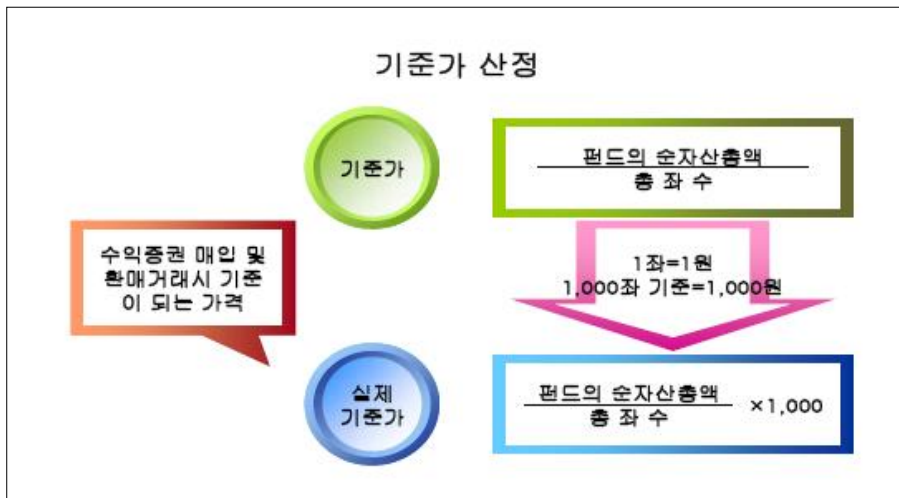 기준가 산정
기준가
펀드의 순자산총액
총 좌 수
수익증권 매입 및
환매거래시 기준
이 되는 가격
1좌=1원
1,000좌 기준=1,000원
실제
기준가
펀드의 순자산총액
총 좌 수
×1,000